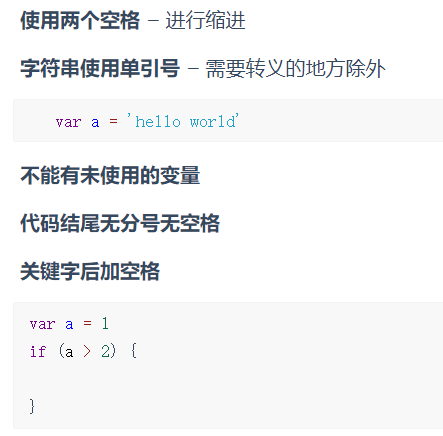 使用两个空格 – 进行缩进
字符串使用单引号 – 需要转义的地方除外
var a = 'hello world'
不能有未使用的变量
代码结尾无分号无空格
关键字后加空格
var a = 1
if (a > 2) {
}